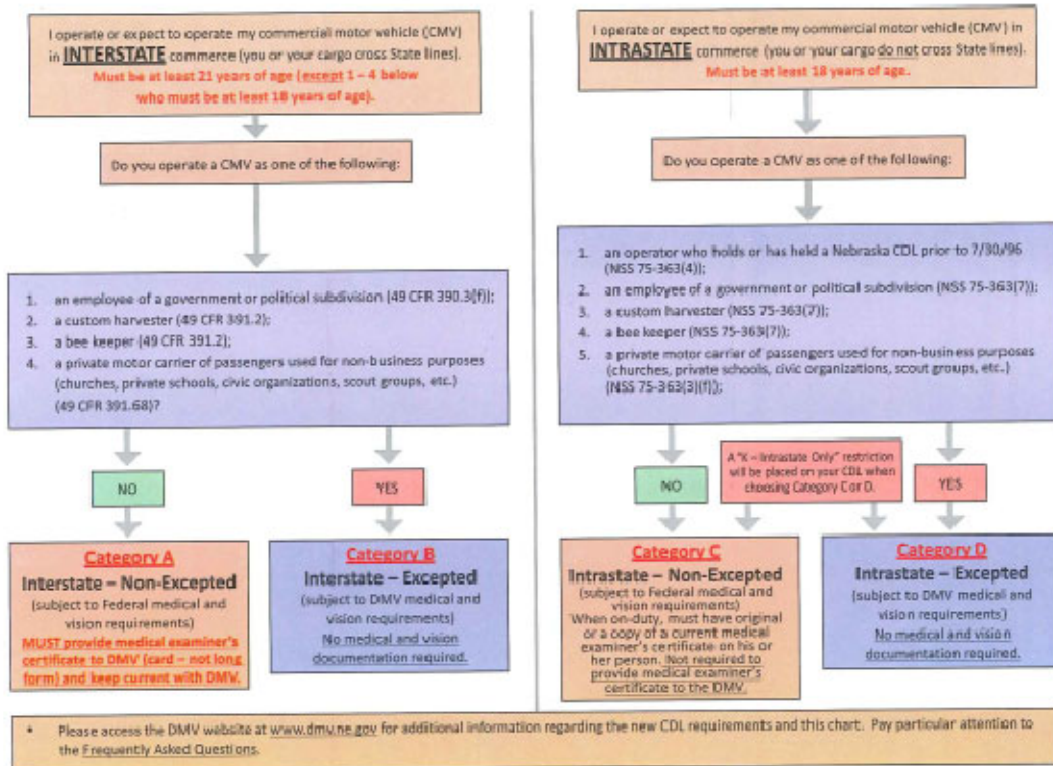 I operate or expect to operate my commercial motor vehicle (CMV)
in INTERSTATE commerce (you or your cargo cross State lines).
Must be at least 21 years of age (except 1 – 4 below
who must be at least 18 years of age).
Do you operate a CMV as one of the following:
1. an employee of a government or political subdivision (49 CFR 390.3(f));
2. a custom harvester (49 CFR 391.2);
3. a bee keeper (49 CFR 391.2);
4. a private motor carrier of passengers used for non-business purposes
(churches, private schools, civic organizations, scout groups, etc.)
(49 CFR 391.68)?
NO
YES
Category A
Interstate – Non-Excepted
(subject to Federal medical and
vision requirements)
MUST provide medical examiner's
certificate to DMV (card – not long
form) and keep current with DMV.
Category B
Interstate – Excepted
(subject to DMV medical and
vision requirements)
No medical and vision
documentation required.
I operate or expect to operate my commercial motor vehicle (CMV) in
INTRASTATE commerce (you or your cargo do not cross State lines).
Must be at least 18 years of age.
Do you operate a CMV as one of the following:
1. an operator who holds or has held a Nebraska CDL prior to 7/30/96
(NSS 75-363(4));
2. an employee of a government or political subdivision (NSS 75-363(7));
3. a custom harvester (NSS 75-363(7));
4. a bee keeper (NSS 75-363(7));
5. a private motor carrier of passengers used for non-business purposes
(churches, private schools, civic organizations, scout groups, etc.)
(NSS 75-363(3)(f));
NO
A "K – Intrastate Only" restriction
will be placed on your CDL when
choosing Category C or D.
YES
Category C
Intrastate – Non-Excepted
(subject to Federal medical and
vision requirements)
When on-duty, must have original
or a copy of a current medical
examiner's certificate on his or
her person. Not required to
provide medical examiner's
certificate to the DMV.
Category D
Intrastate – Excepted
(subject to DMV medical and
vision requirements)
No medical and vision
documentation required.
• Please access the DMV website at www.dmv.ne.gov for additional information regarding the new CDL requirements and this chart. Pay particular attention to
the Frequently Asked Questions.